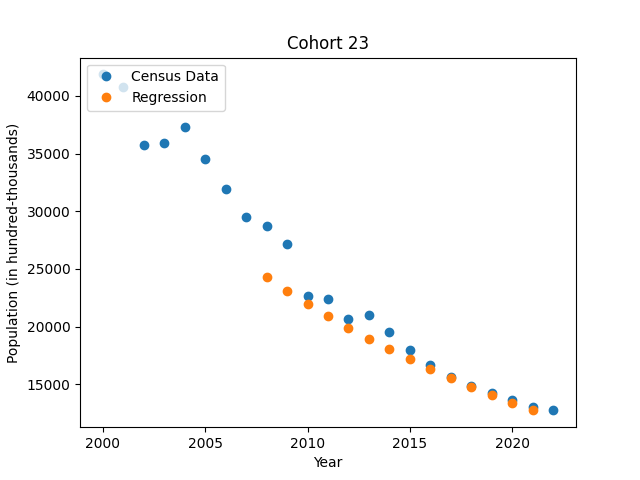 Cohort 23
Census Data
Regression
40000
35000
30000
25000
20000
15000
Population (in hundred-thousands)
2000
2005
2010
2015
2020
Year